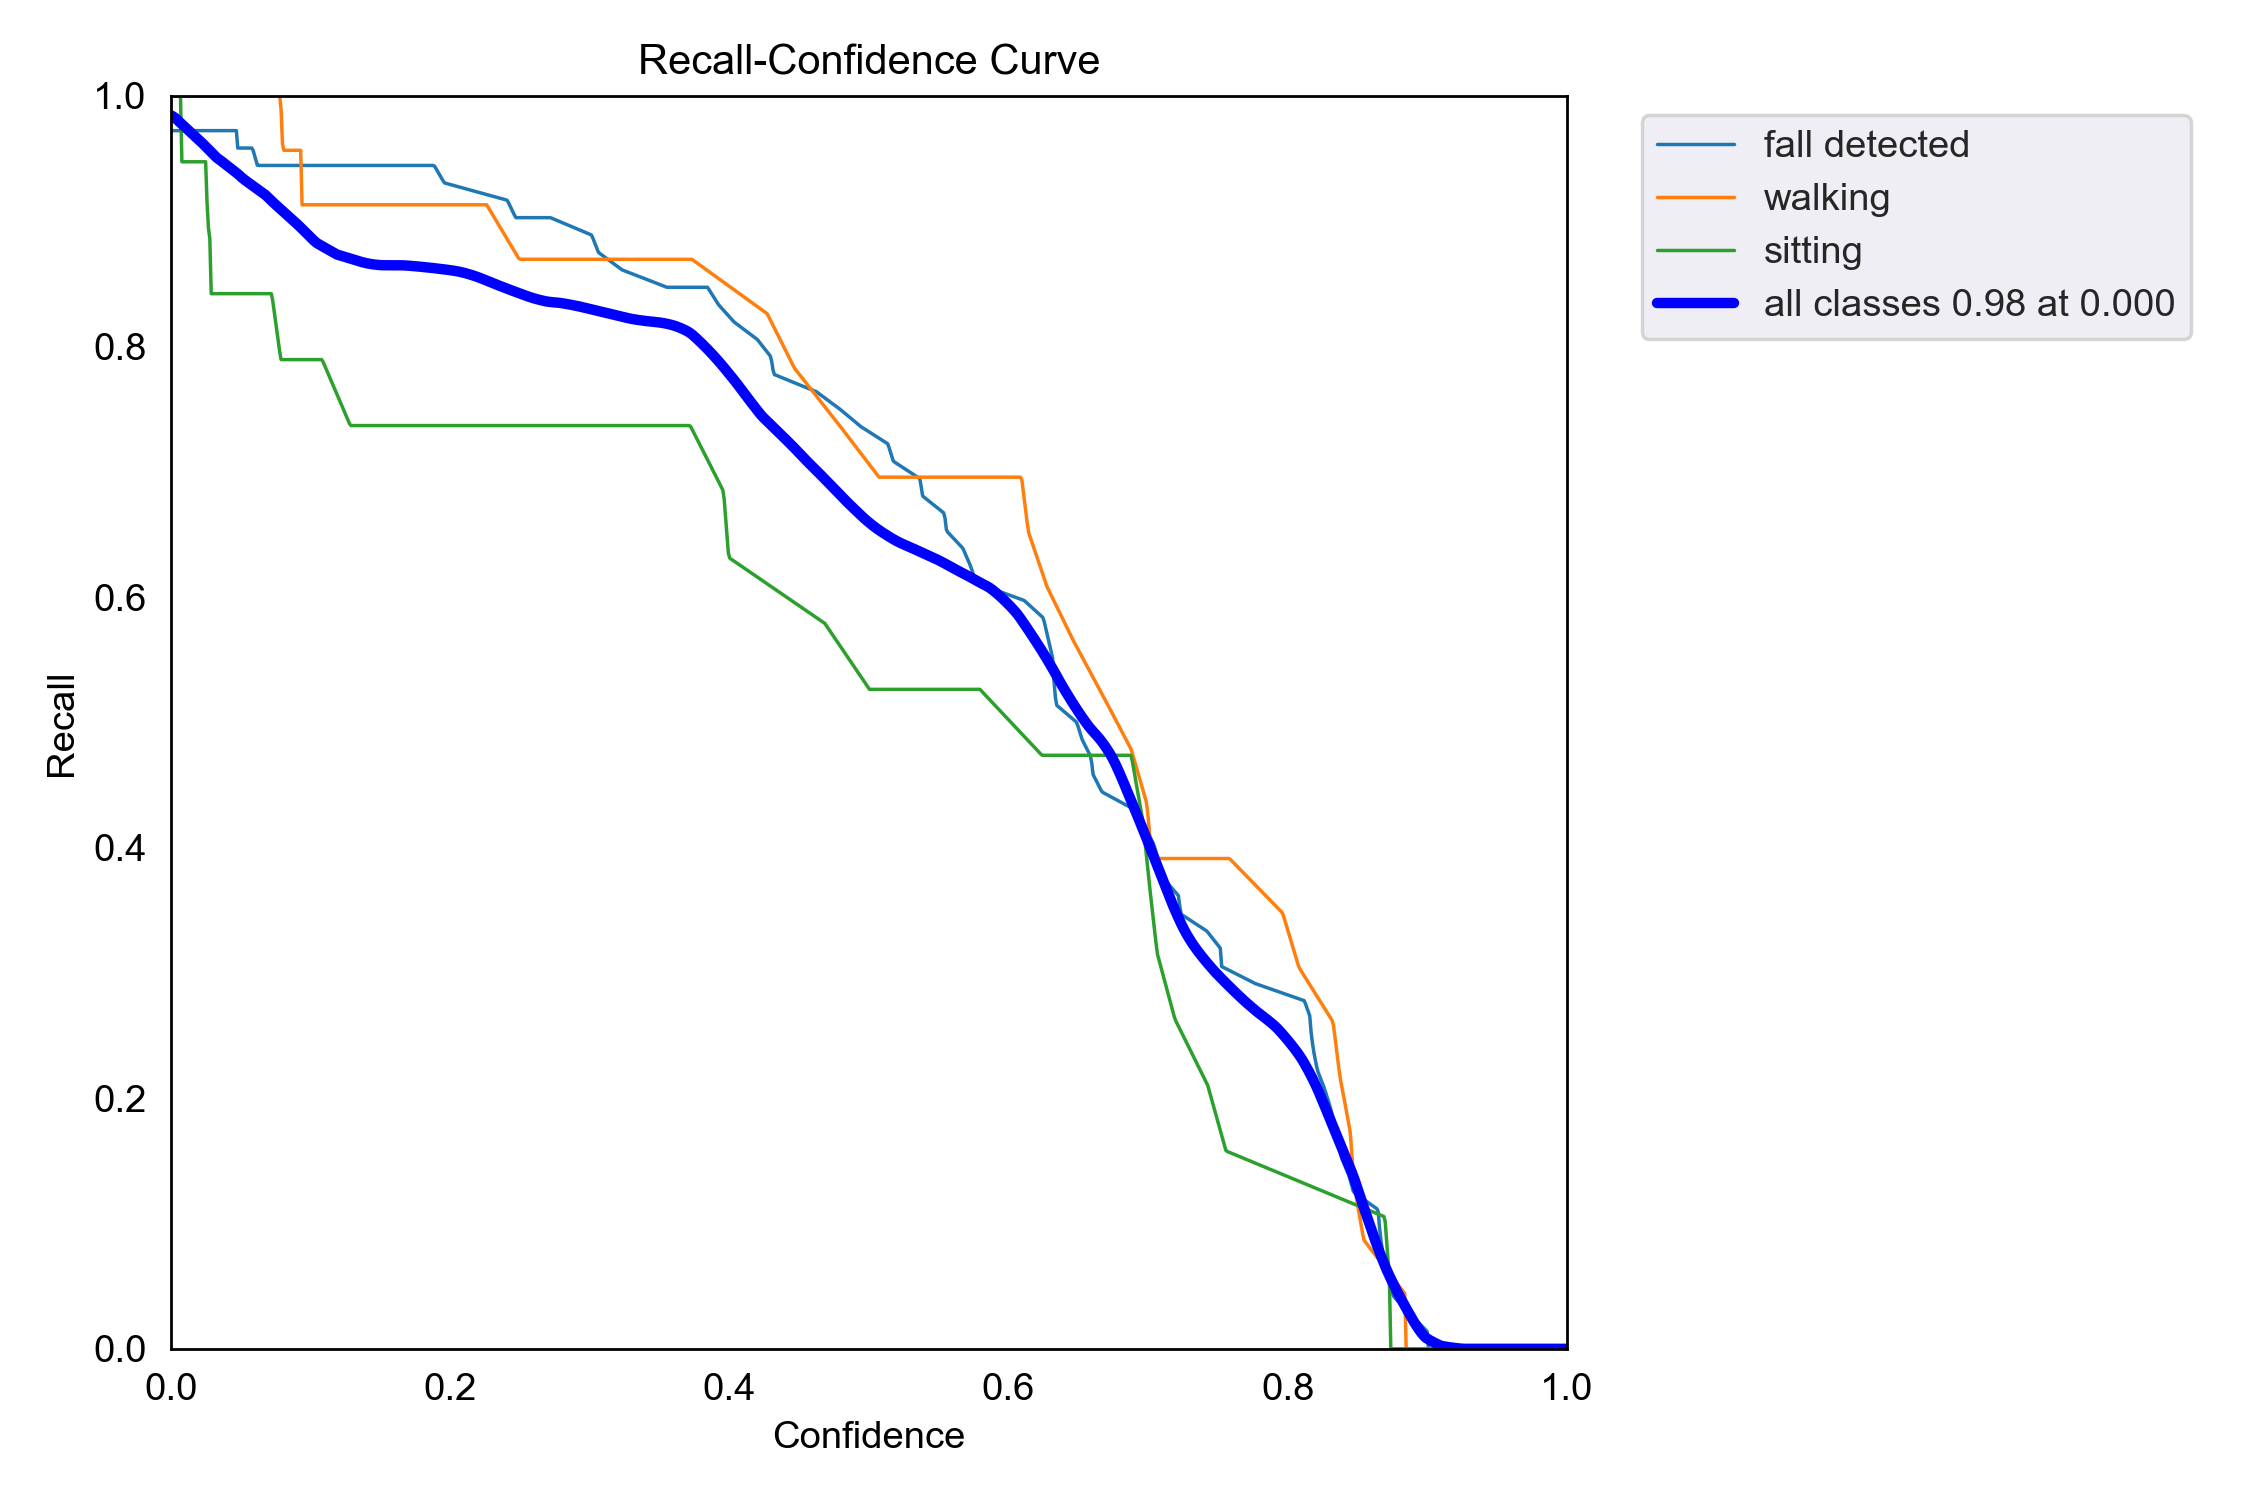 Recall-Confidence Curve
1.0
0.8
0.6
0.4
0.2
0.0
Recall
0.0 0.2 0.4 0.6 0.8 1.0
Confidence
fall detected
walking
sitting
all classes 0.98 at 0.000